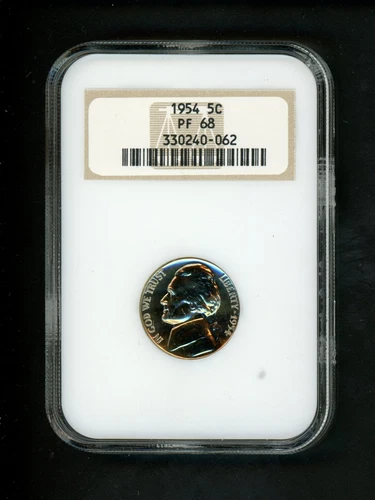 1954 5C
PF 68
330240-062
IN GOD WE TRUST
LIBERTY 1954